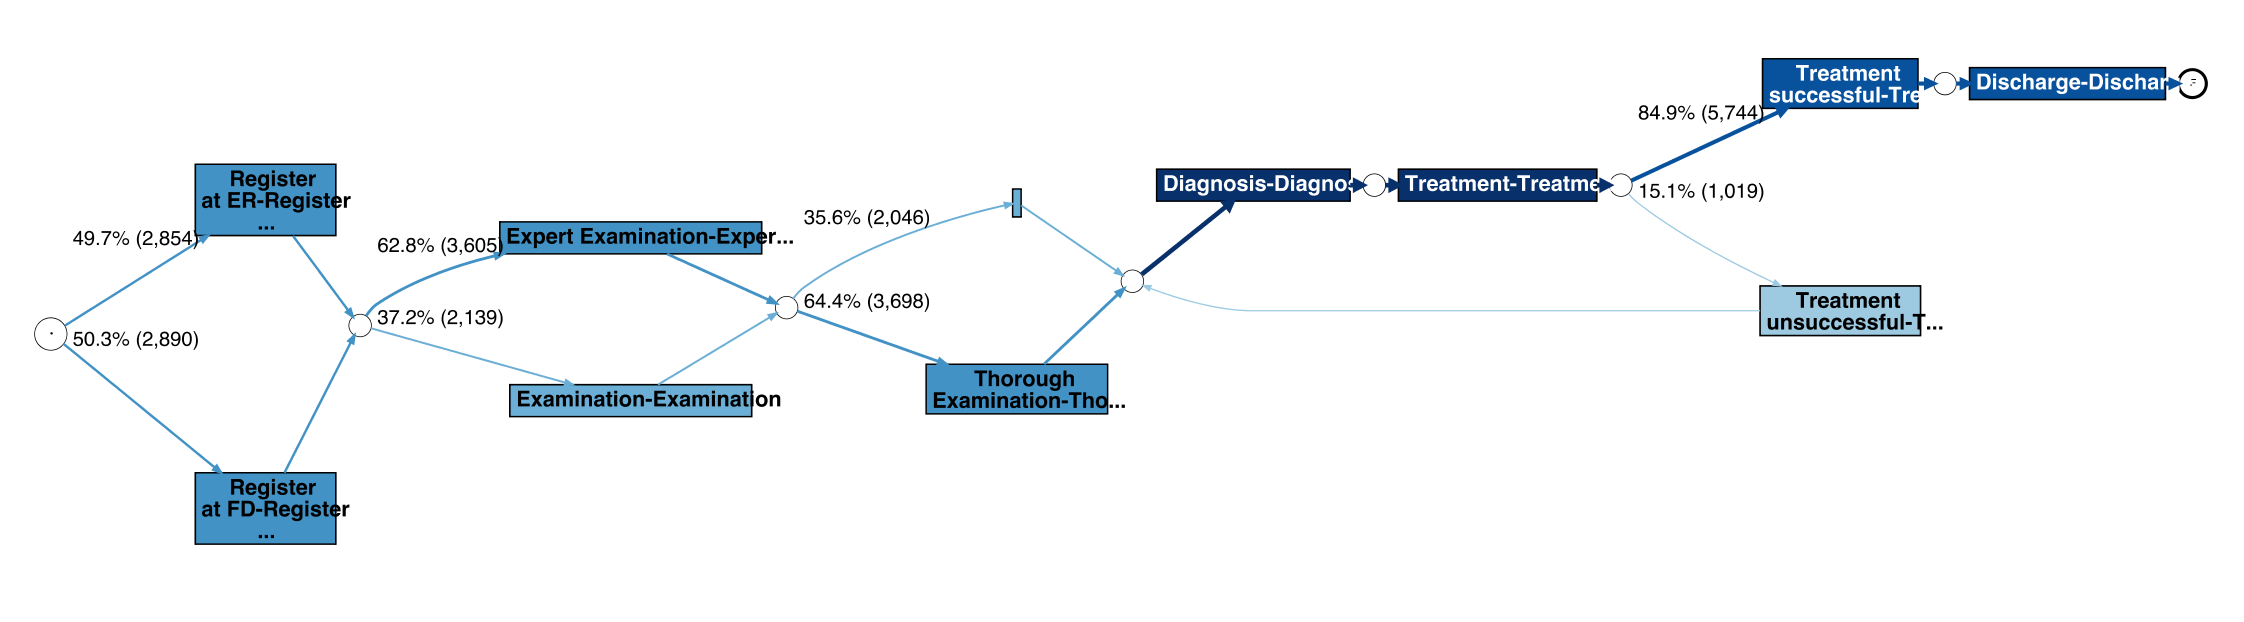 49.7% (2,854)
50.3% (2,890)
Register
at ER-Register
...
Register
at FD-Register
...
62.8% (3,605)
37.2% (2,139)
Expert Examination-Exper...
Examination-Examination
35.6% (2,046)
64.4% (3,698)
Thorough
Examination-Tho...
Diagnosis-Diagnos
Treatment-Treatme
84.9% (5,744)
15.1% (1,019)
Treatment
successful-Tre
Treatment
unsuccessful-T...
Discharge-Dischar